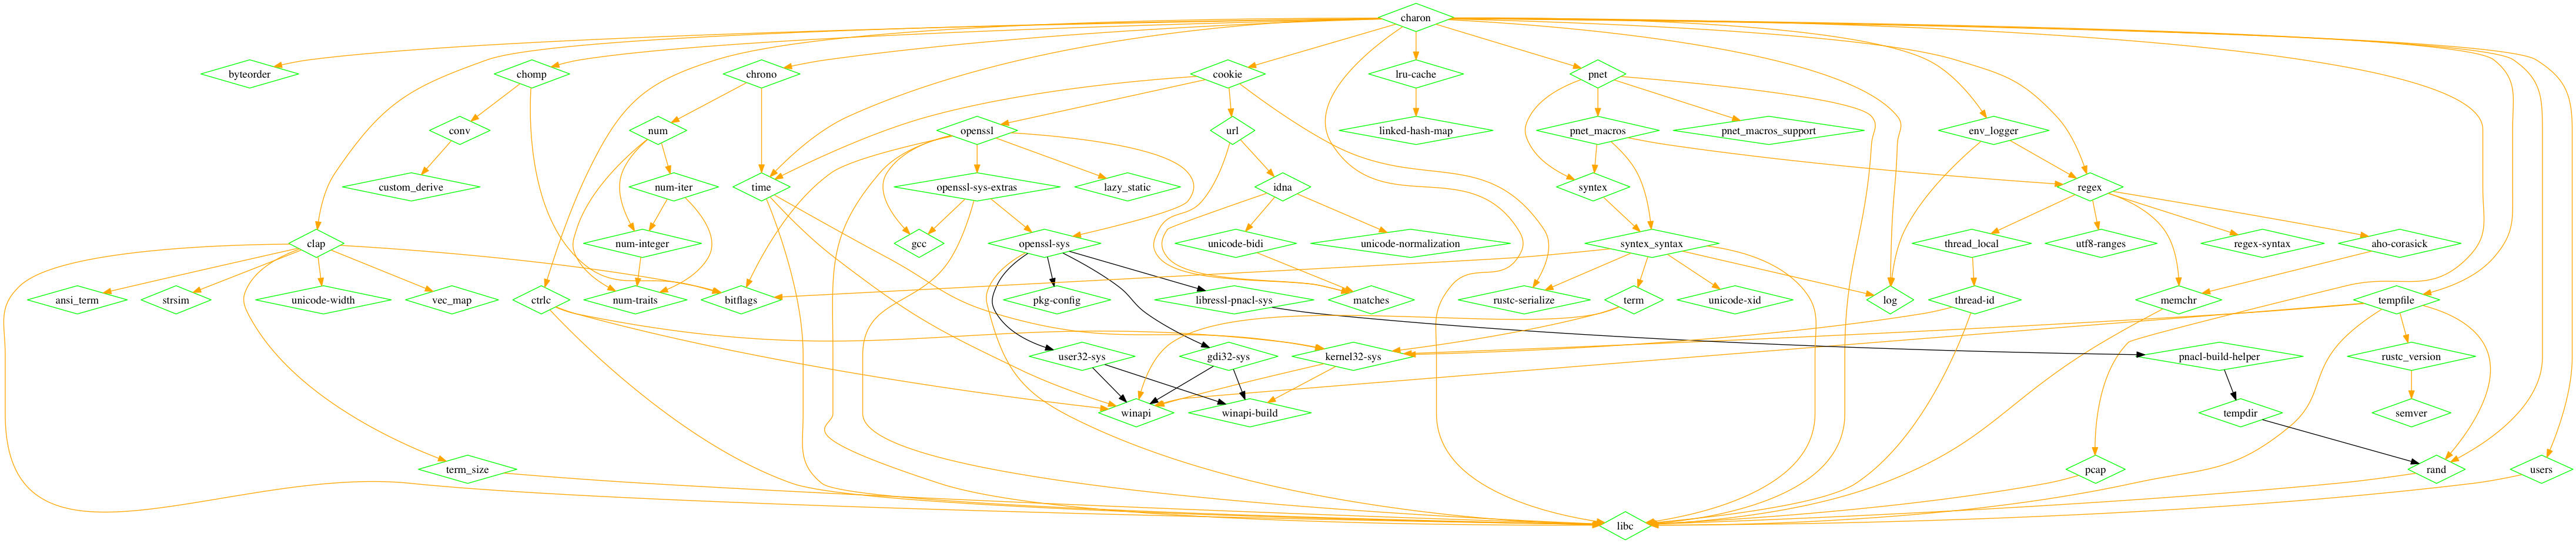 charon
byteorder
chomp
chrono
cookie
lru-cache
pnet
conv
num
openssl
url
linked-hash-map
pnet_macros
pnet_macros_support
env_logger
custom_derive
num-iter
time
openssl-sys-extras
lazy_static
idna
syntex
regex
clap
num-integer
gcc
openssl-sys
unicode-bidi
unicode-normalization
syntex_syntax
thread_local
utf8-ranges
regex-syntax
aho-corasick
ansi_term
strsim
unicode-width
vec_map
ctrlc
num-traits
bitflags
pkg-config
libressl-pnacl-sys
matches
rustc-serialize
term
unicode-xid
log
thread-id
memchr
tempfile
user32-sys
gdi32-sys
kernel32-sys
pnacl-build-helper
rustc_version
winapi
winapi-build
tempdir
semver
term_size
pcap
rand
users
libc